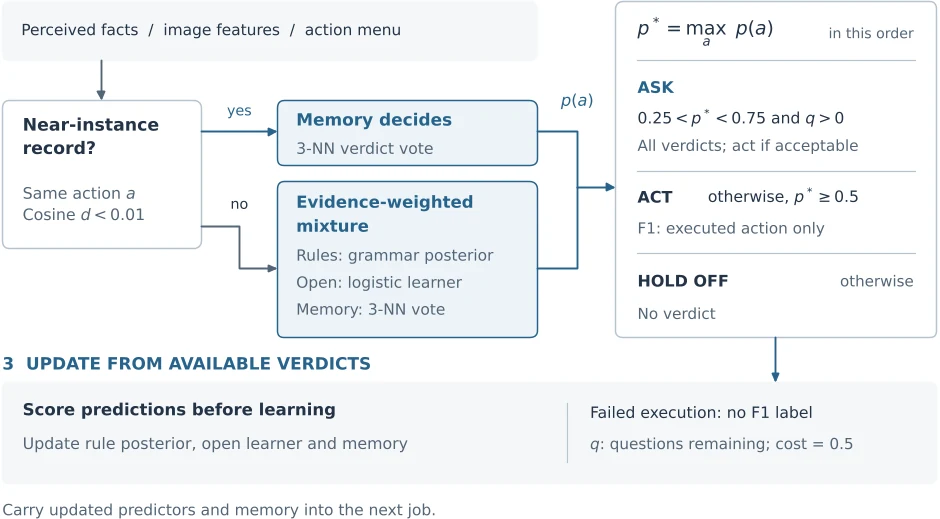 Perceived facts / image features / action menu
Near-instance
record?
Same action a
Cosine d < 0.01
yes
no
Memory decides
3-NN verdict vote
Evidence-weighted
mixture
Rules: grammar posterior
Open: logistic learner
Memory: 3-NN vote
p(a)
p* = max p(a)
a
in this order
ASK
0.25 < p* < 0.75 and q > 0
All verdicts; act if acceptable
ACT otherwise, p* ≥ 0.5
F1: executed action only
HOLD OFF otherwise
No verdict
3 UPDATE FROM AVAILABLE VERDICTS
Score predictions before learning
Update rule posterior, open learner and memory
Failed execution: no F1 label
q: questions remaining; cost = 0.5
Carry updated predictors and memory into the next job.